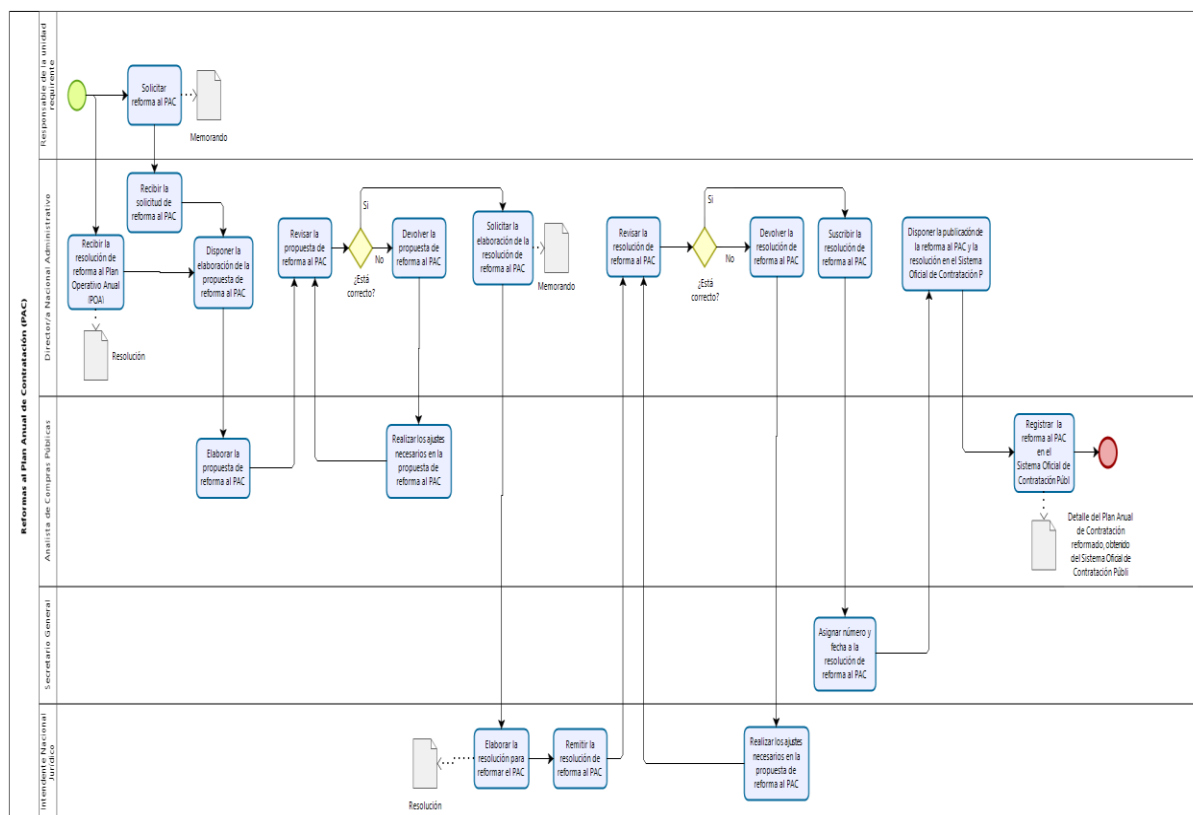 Reformas al Plan Anual de Contratación (PAC)
Responsable de la unidad
requirente
Solicitar
reforma al PAC
Memorando
Director/a Nacional Administrativo
Recibir la
solicitud de
reforma al PAC
Recibir la
resolución de
reforma al Plan
Operativo Anual
(POA)
Resolución
Disponer la
elaboración de la
propuesta de
reforma al PAC
Revisar la
propuesta de
reforma al PAC
Si
No
¿Está
correcto?
Devolver la
propuesta de
reforma al PAC
Solicitar la
elaboración de la
resolución de
reforma al PAC
Memorando
Revisar la
resolución de
reforma al PAC
Si
No
¿Está
correcto?
Devolver la
resolución de
reforma al PAC
Suscribir la
resolución de
reforma al PAC
Disponer la publicación de
la reforma al PAC y la
resolución en el Sistema
Oficial de Contratación P
Analista de Compras Públicas
Elaborar la
propuesta de
reforma al PAC
Realizar los ajustes
necesarios en la
propuesta de
reforma al PAC
Registrar la
reforma al PAC
en el
Sistema Oficial de
Contratación Públ
Detalle del Plan Anual
de Contratación
reformado, obtenido
del Sistema Oficial de
Contratación Públi
Secretario General
Asignar número y
fecha a la
resolución de
reforma al PAC
Intendente Nacional
Jurídico
Resolución
Elaborar la
resolución para
reformar el PAC
Remitir la
resolución de
reforma al PAC
Realizar los ajustes
necesarios en la
propuesta de
reforma al PAC